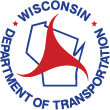 WISCONSIN
DEPARTMENT OF TRANSPORTATION